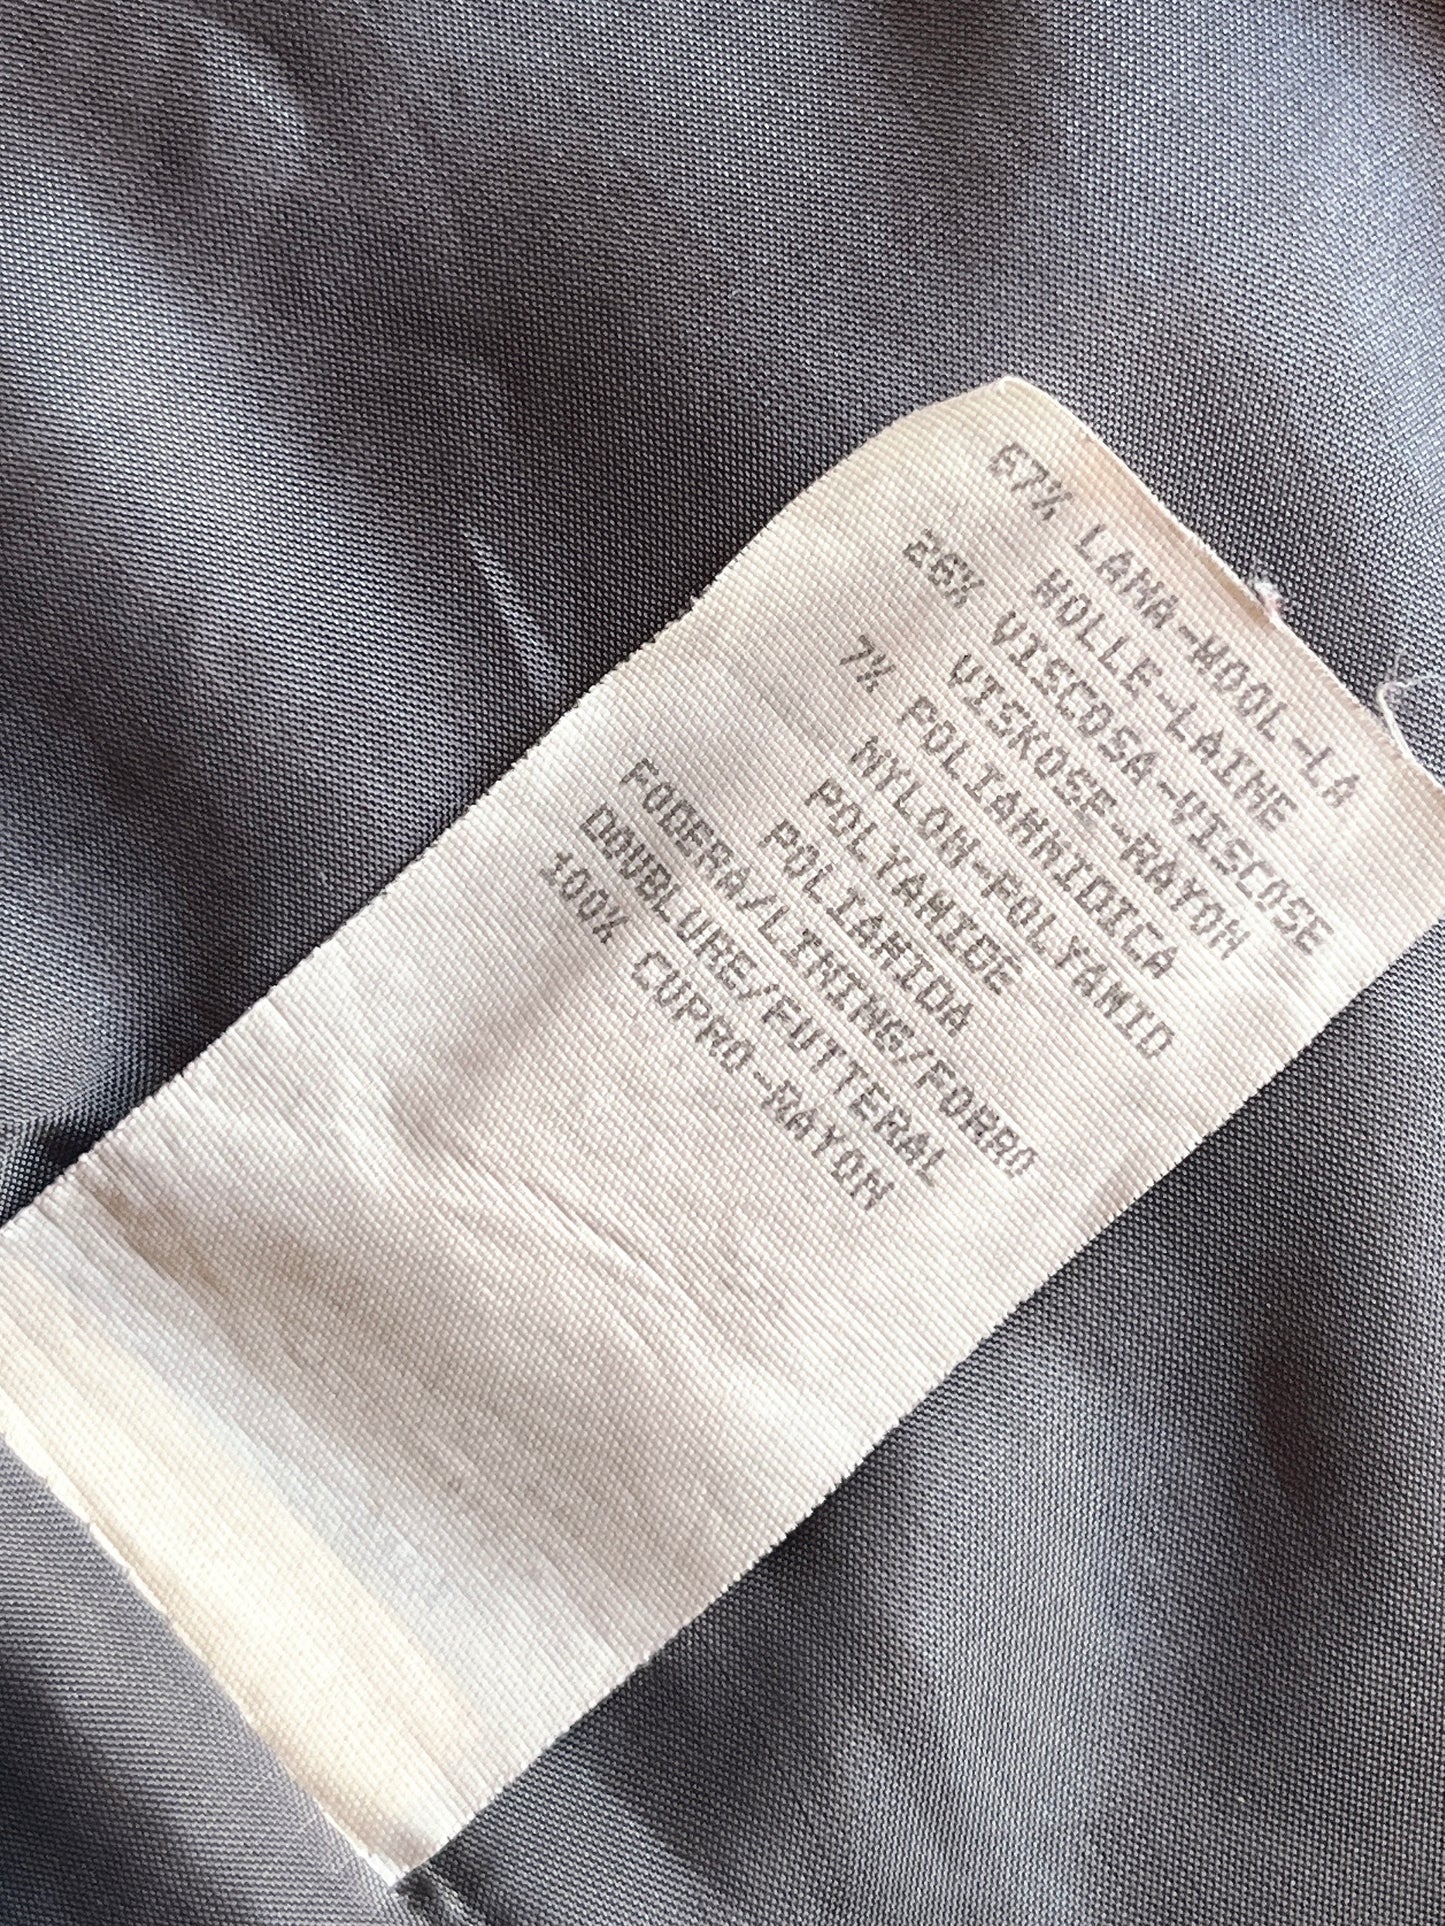 67% LANA-WOOL-LA
WOLLE-LAINE
26% VISCOSA-VISCOSE
VISKOSE-RAYON
7% POLIAMMIDICA
NYLON-POLYAMID
POLYAMIDE
POLIAMIDA
FODERA/LINING/FORRO
DOUBLURE/FUTTERAL
100% CUPRO-RAYON